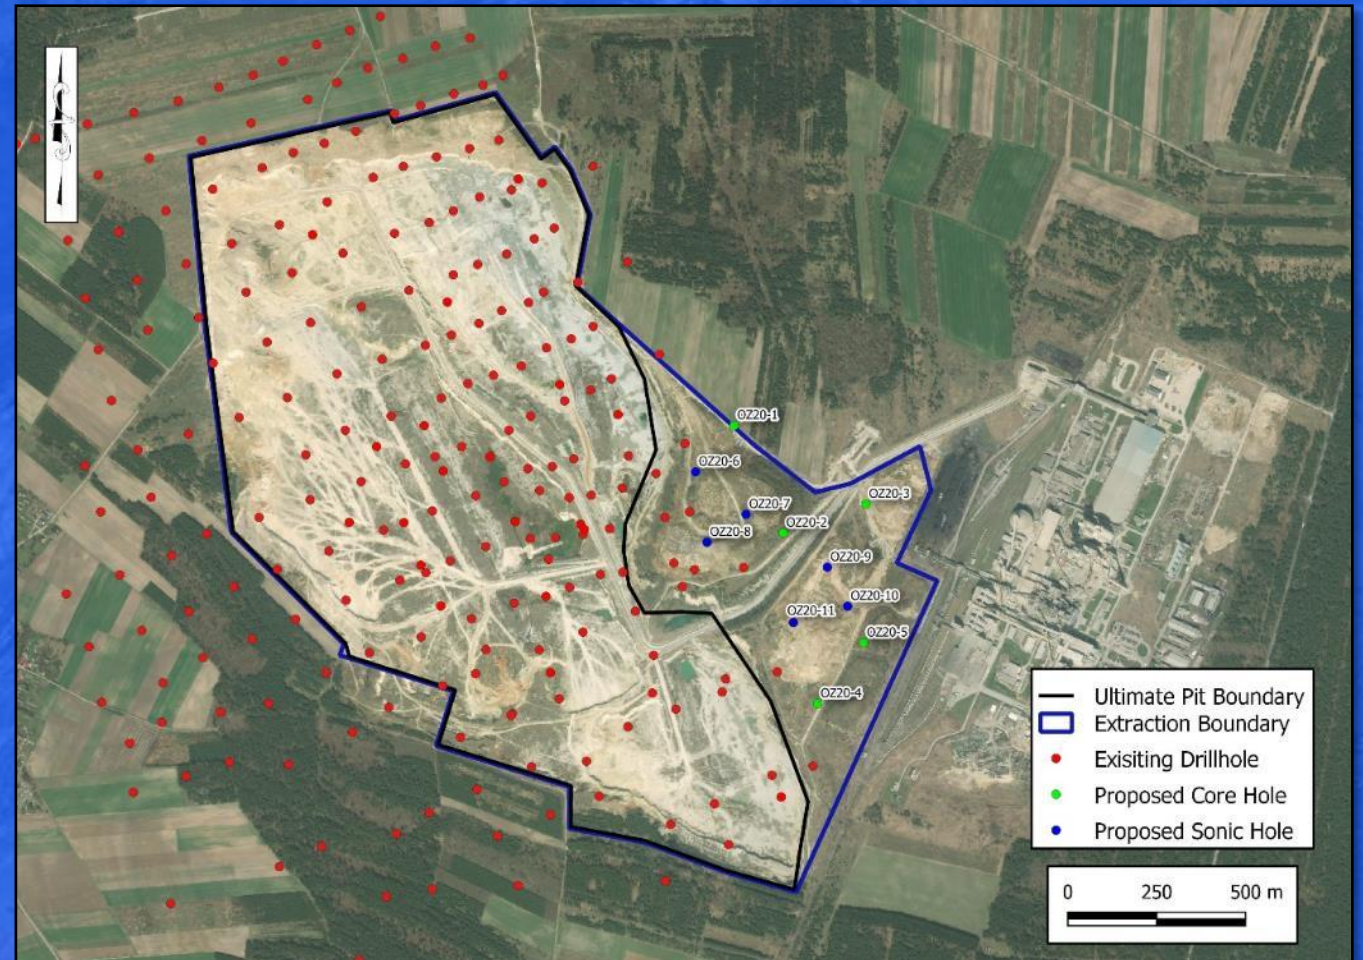 OZ20-1
OZ20-6
OZ20-3
OZ20-7
OZ20-2
OZ20-8
OZ20-9
OZ20-10
OZ20-11
OZ20-5
OZ20-4
Ultimate Pit Boundary
Extraction Boundary
Exisiting Drillhole
Proposed Core Hole
Proposed Sonic Hole
0 250 500 m